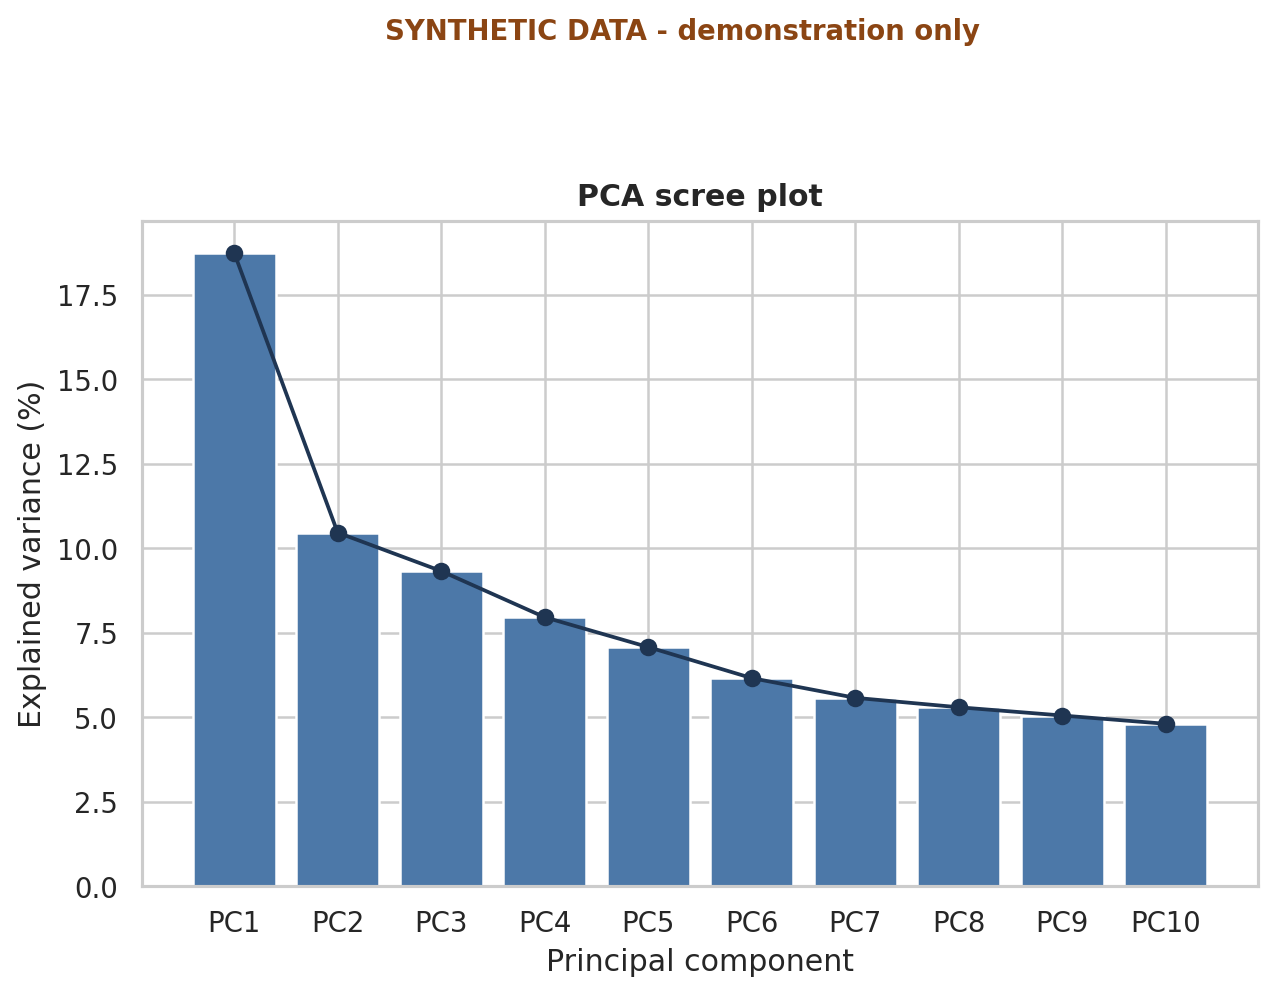 SYNTHETIC DATA - demonstration only
PCA scree plot
Explained variance (%)
17.5
15.0
12.5
10.0
7.5
5.0
2.5
0.0
PC1 PC2 PC3 PC4 PC5 PC6 PC7 PC8 PC9 PC10
Principal component